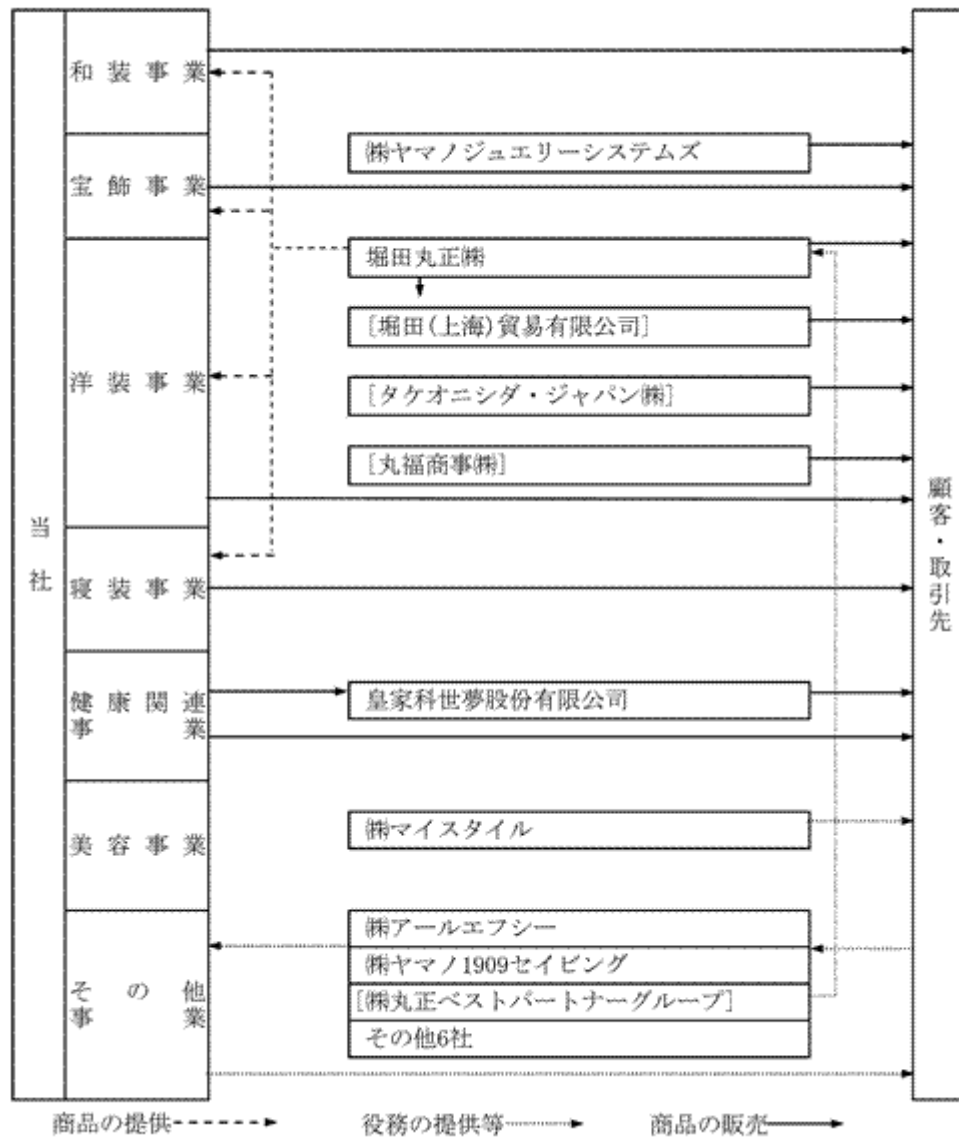 当社
和装事業
宝飾事業
㈱ヤマノジュエリーシステムズ
洋装事業
堀田丸正㈱
[堀田(上海)貿易有限公司]
[タケオニシダ・ジャパン㈱]
[丸福商事㈱]
寝装事業
健康関連
事業
皇家科世夢股份有限公司
美容事業
㈱マイスタイル
その他
事業
㈱アールエフシー
㈱ヤマノ1909セイビング
[㈱丸正ベストパートナーグループ]
その他6社
顧客・取引先
商品の提供
役務の提供等
商品の販売